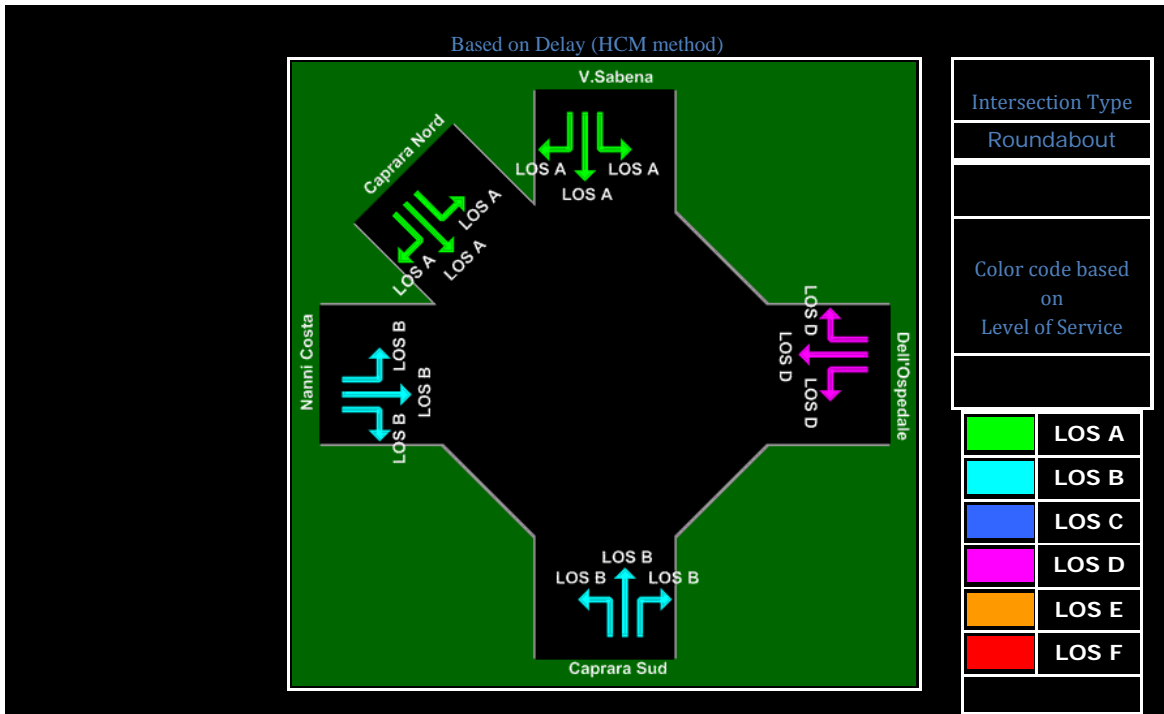 Based on Delay (HCM method)
V.Sabena
LOS A
LOS A
LOS A
Caprara Nord
LOS A
LOS A
LOS A
Nanni Costa
LOS B
LOS B
LOS B
LOS D
LOS D
LOS D
Dell'Ospedale
LOS B
LOS B
LOS B
Caprara Sud
Intersection Type
Roundabout
Color code based
on
Level of Service
LOS A
LOS B
LOS C
LOS D
LOS E
LOS F